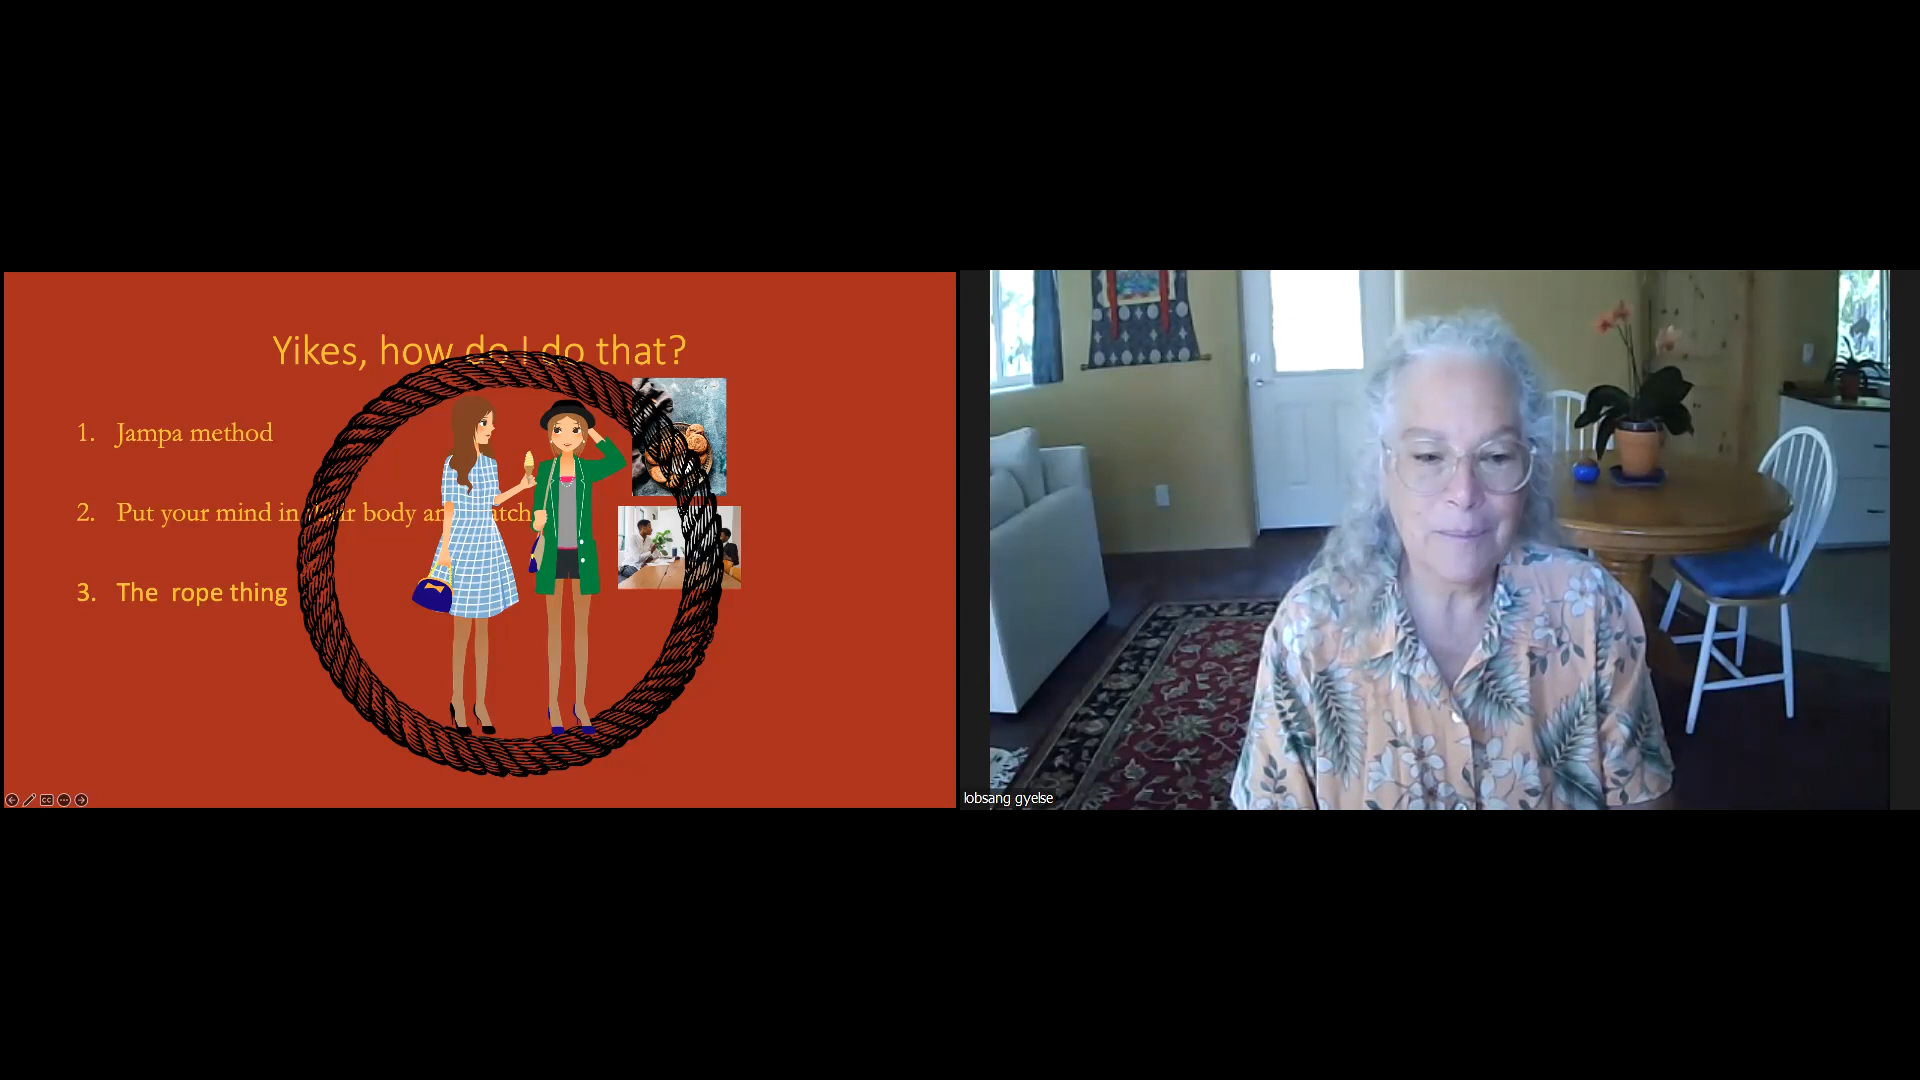 Yikes, how do I do that?
1. Jampa method
2. Put your mind in body
3. The rope thing
lobsang gyelse